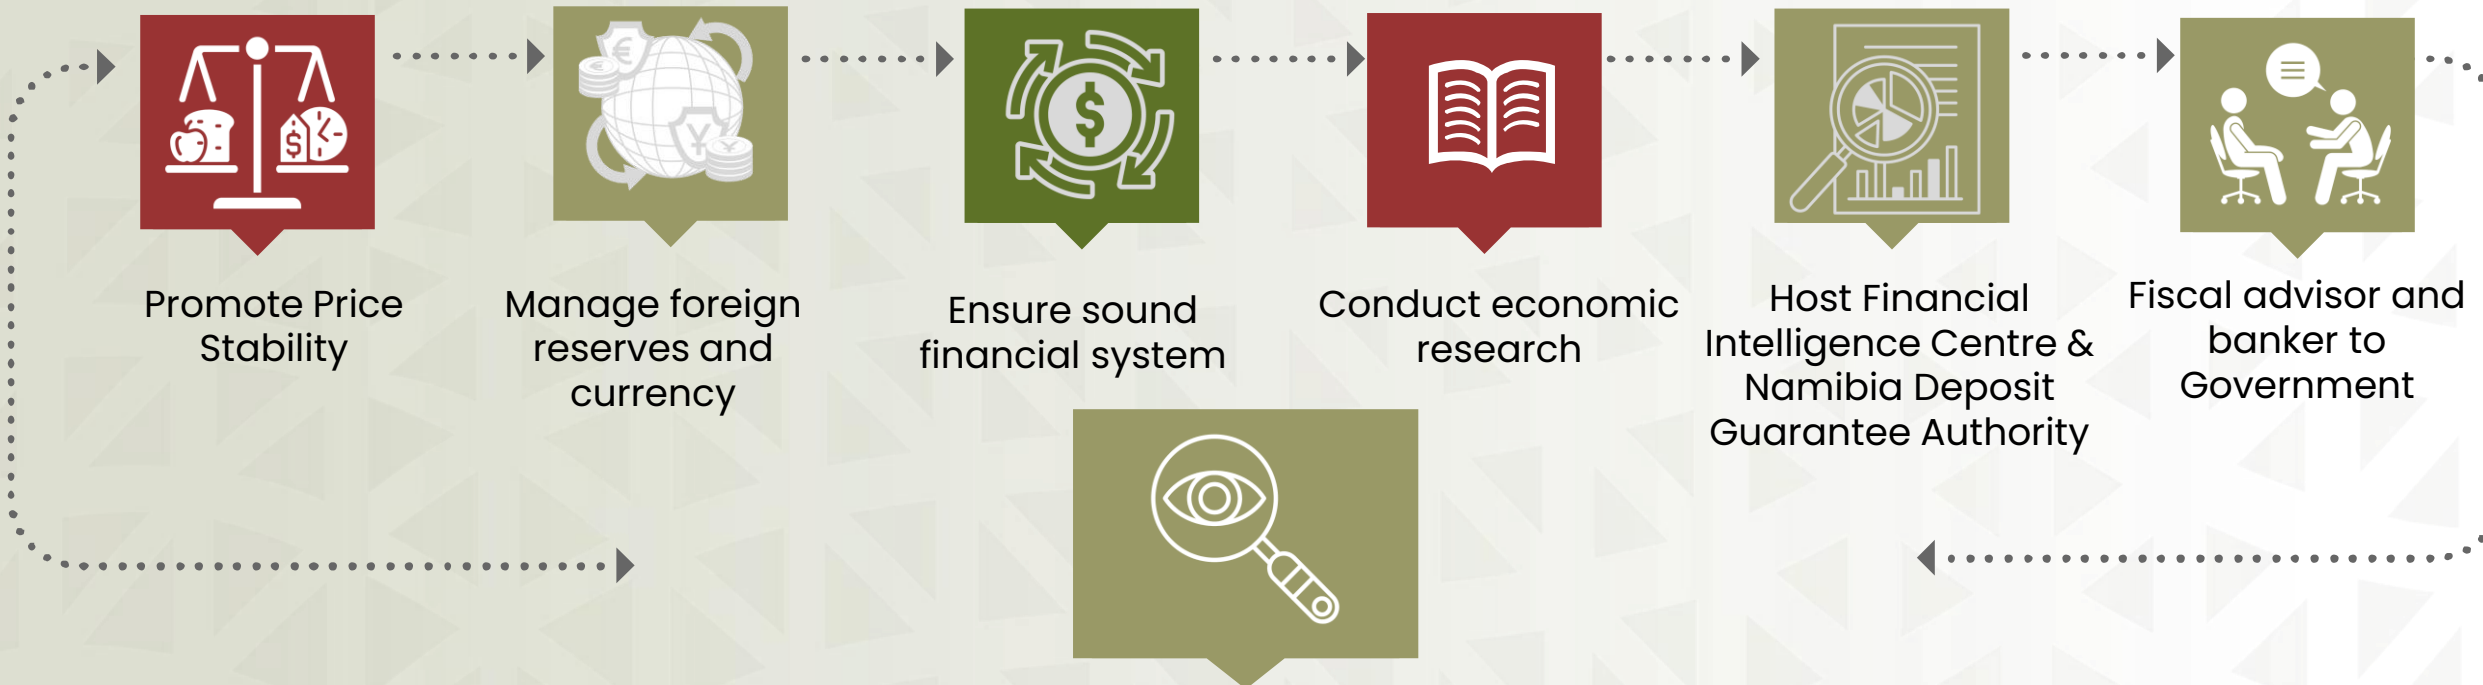 Promote Price
Stability
Manage foreign
reserves and
currency
Ensure sound
financial system
Conduct economic
research
Host Financial
Intelligence Centre &
Namibia Deposit
Guarantee Authority
Fiscal advisor and
banker to
Government
€
€
¥
¥
$
$